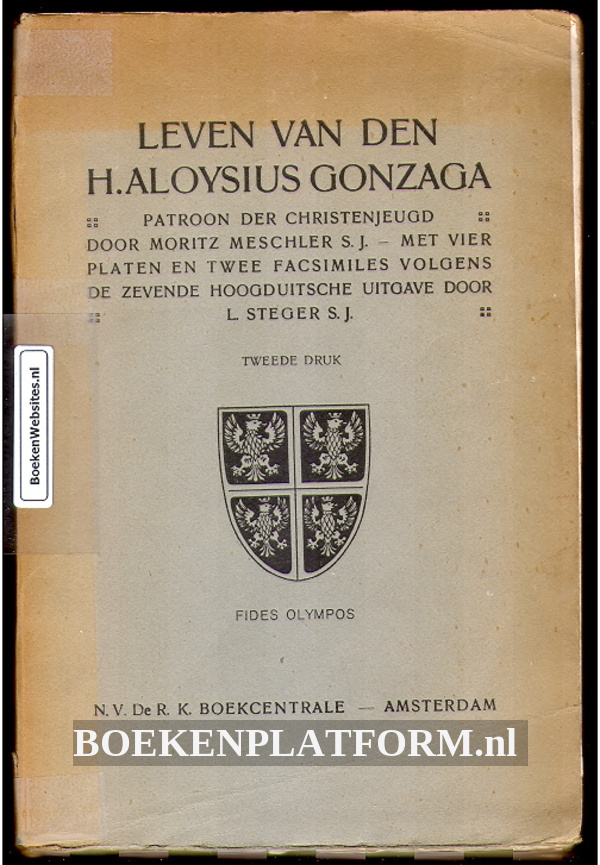 LEVEN VAN DEN
H. ALOYSIUS GONZAGA
PATROON DER CHRISTENJEUGD
DOOR MORITZ MESCHLER S. J. – MET VIER
PLATEN EN TWEE FACSIMILES VOLGENS
DE ZEVENDE HOOGDUITSCHE UITGAVE DOOR
L. STEGER S. J.
TWEEDE DRUK
BoekenWebsites.nl
FIDES OLYMPOS
N. V. De R. K. BOEKCENTRALE — AMSTERDAM
BOEKENPLATFORM.nl